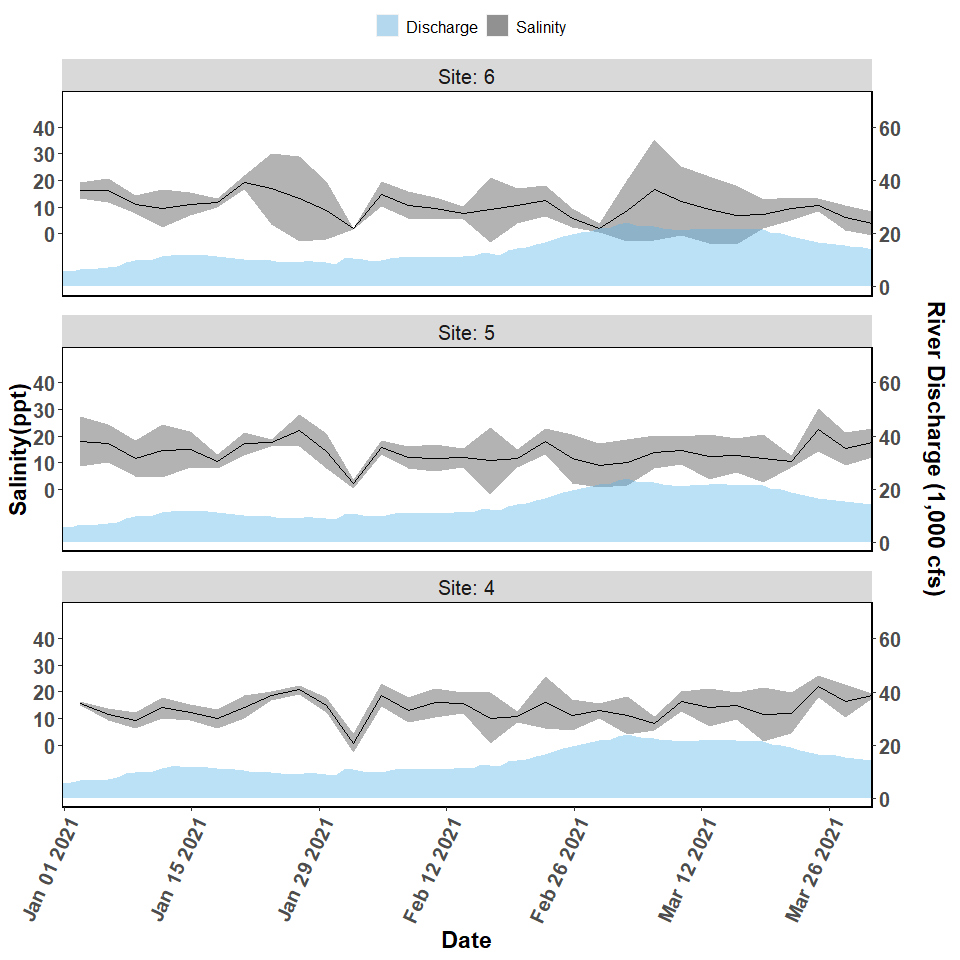 Discharge Salinity
Site: 6
40
30
20
10
0
60
40
20
0
Site: 5
40
30
20
10
0
60
40
20
0
Site: 4
40
30
20
10
0
60
40
20
0
Salinity(ppt)
River Discharge (1,000 cfs)
Jan 01 2021
Jan 15 2021
Jan 29 2021
Feb 12 2021
Feb 26 2021
Mar 12 2021
Mar 26 2021
Date